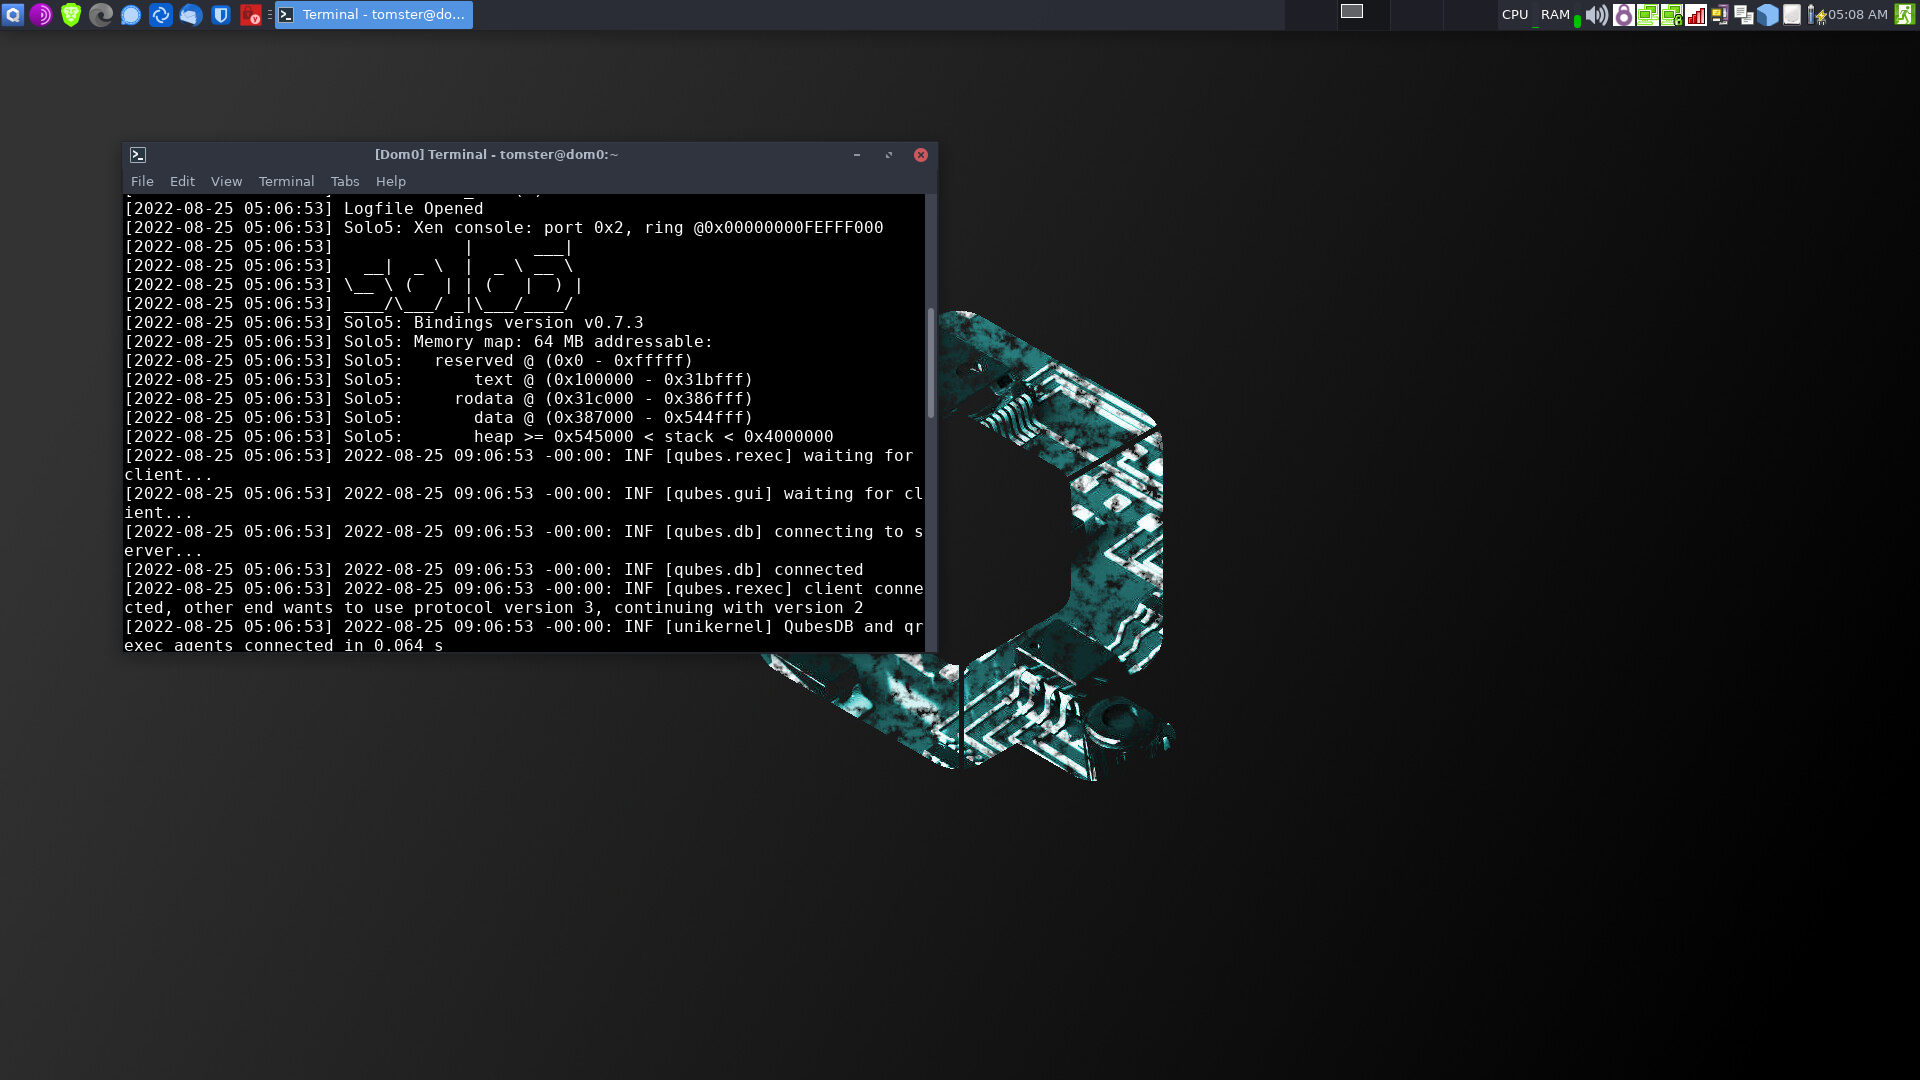 Terminal - tomster@do...
CPU RAM
05:08 AM
[Dom0] Terminal - tomster@dom0:~
File Edit View Terminal Tabs Help
[2022-08-25 05:06:53] Logfile Opened
[2022-08-25 05:06:53] Solo5: Xen console: port 0x2, ring @0x00000000FEFFF000
[2022-08-25 05:06:53]             |      ___|
[2022-08-25 05:06:53]   __|  _ \  |  _ \ __ \
[2022-08-25 05:06:53] \__ \ (   | | (   |  ) |
[2022-08-25 05:06:53] ____/\___/ _|\___/____/
[2022-08-25 05:06:53] Solo5: Bindings version v0.7.3
[2022-08-25 05:06:53] Solo5: Memory map: 64 MB addressable:
[2022-08-25 05:06:53] Solo5:   reserved @ (0x0 - 0xfffff)
[2022-08-25 05:06:53] Solo5:       text @ (0x100000 - 0x31bfff)
[2022-08-25 05:06:53] Solo5:     rodata @ (0x31c000 - 0x386fff)
[2022-08-25 05:06:53] Solo5:       data @ (0x387000 - 0x544fff)
[2022-08-25 05:06:53] Solo5:       heap >= 0x545000 < stack < 0x4000000
[2022-08-25 05:06:53] 2022-08-25 09:06:53 -00:00: INF [qubes.rexec] waiting for
client...
[2022-08-25 05:06:53] 2022-08-25 09:06:53 -00:00: INF [qubes.gui] waiting for cl
ient...
[2022-08-25 05:06:53] 2022-08-25 09:06:53 -00:00: INF [qubes.db] connecting to s
erver...
[2022-08-25 05:06:53] 2022-08-25 09:06:53 -00:00: INF [qubes.db] connected
[2022-08-25 05:06:53] 2022-08-25 09:06:53 -00:00: INF [qubes.rexec] client conne
cted, other end wants to use protocol version 3, continuing with version 2
[2022-08-25 05:06:53] 2022-08-25 09:06:53 -00:00: INF [unikernel] QubesDB and qr
exec agents connected in 0.064 s